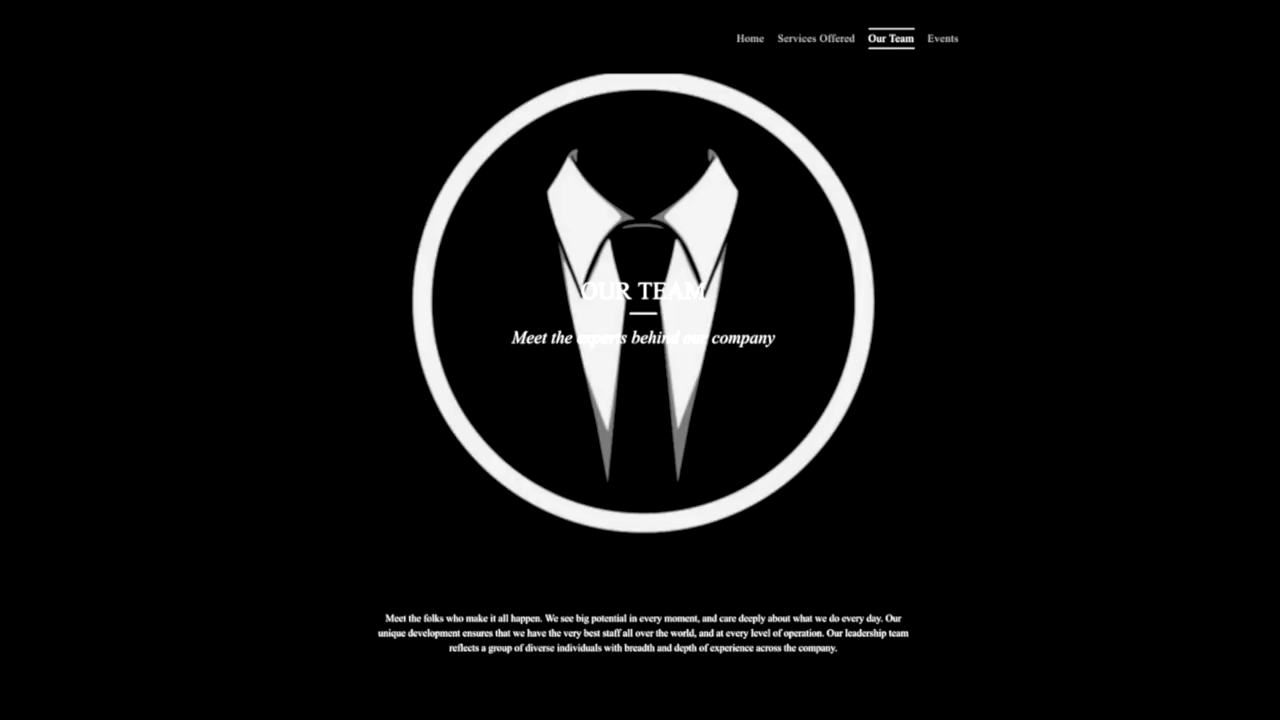 Home Services Offered Our Team Events
OUR TEAM
Meet the experts behind our company
Meet the folks who make it all happen. We see big potential in every moment, and care deeply about what we do every day. Our
unique development ensures that we have the very best staff all over the world, and at every level of operation. Our leadership team
reflects a group of diverse individuals with breadth and depth of experience across the company.